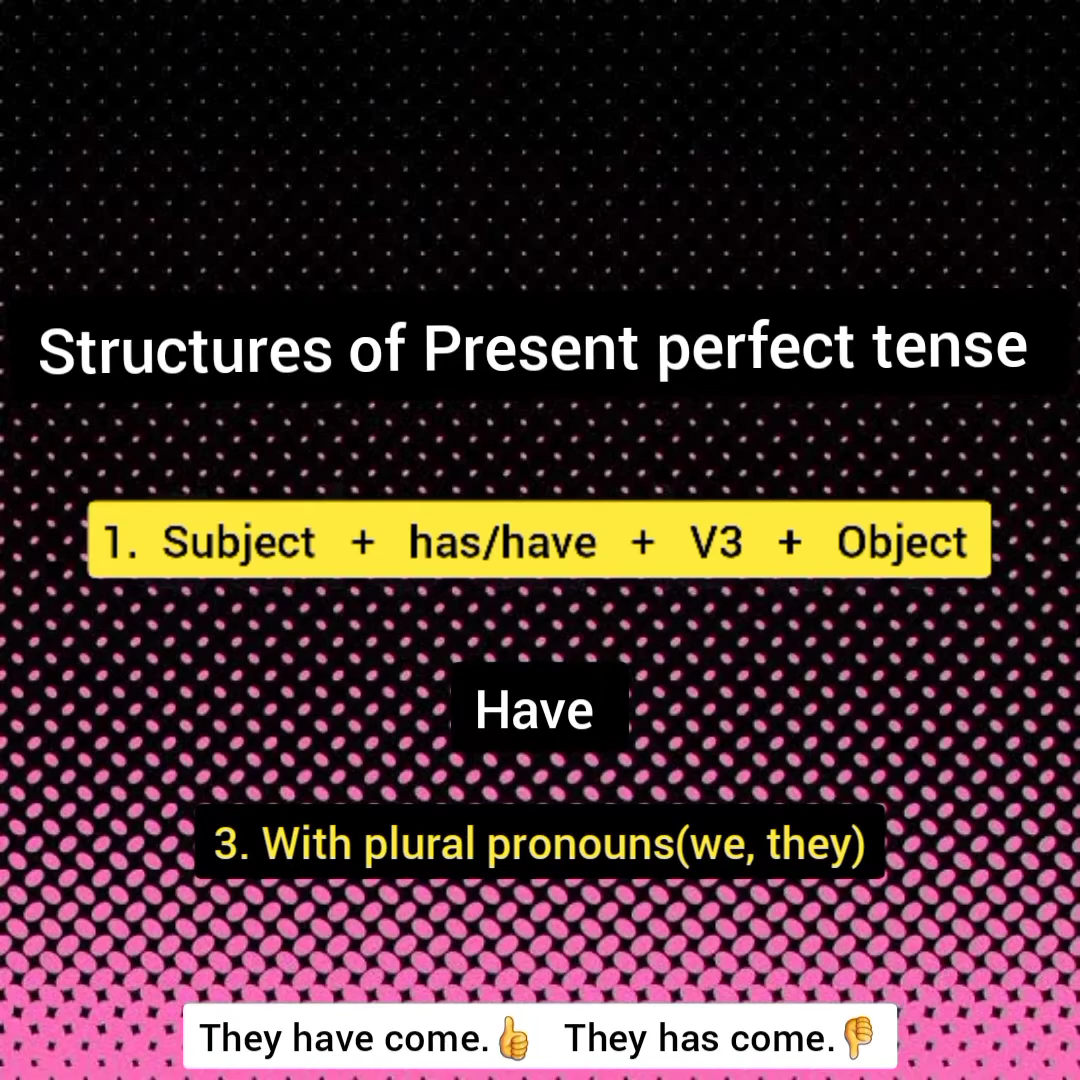 Structures of Present perfect tense
1. Subject + has/have + V3 + Object
Have
3. With plural pronouns(we, they)
They have come.👍 They has come.👎